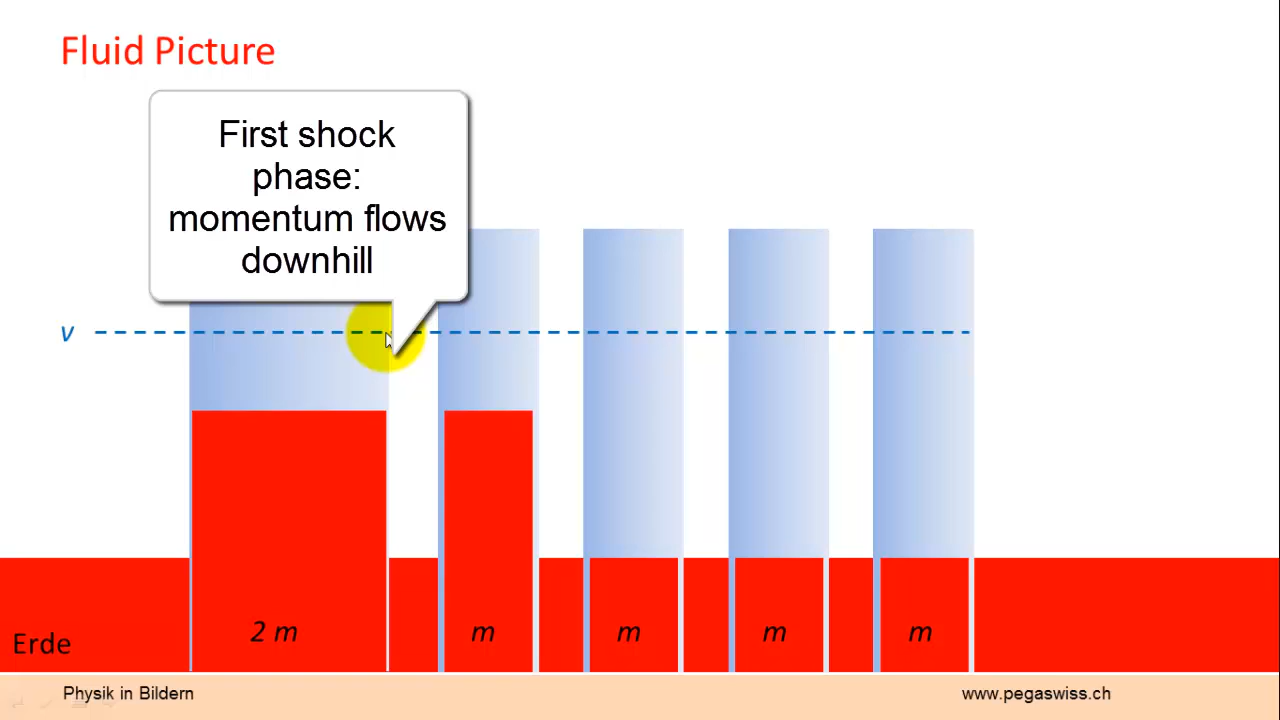 Fluid Picture
First shock
phase:
momentum flows
downhill
v
2 m
m
m
m
m
Erde
Physik in Bildern
www.pegaswiss.ch